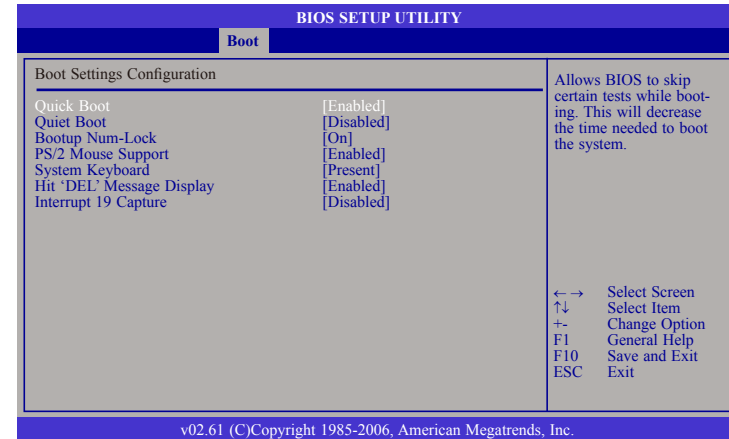 BIOS SETUP UTILITY
Boot
Boot Settings Configuration
Quick Boot [Enabled]
Quiet Boot [Disabled]
Bootup Num-Lock [On]
PS/2 Mouse Support [Enabled]
System Keyboard [Present]
Hit ‘DEL’ Message Display [Enabled]
Interrupt 19 Capture [Disabled]
Allows BIOS to skip
certain tests while boot-
ing. This will decrease
the time needed to boot
the system.
←→ Select Screen
↑↓ Select Item
+- Change Option
F1 General Help
F10 Save and Exit
ESC Exit
v02.61 (C)Copyright 1985-2006, American Megatrends, Inc.